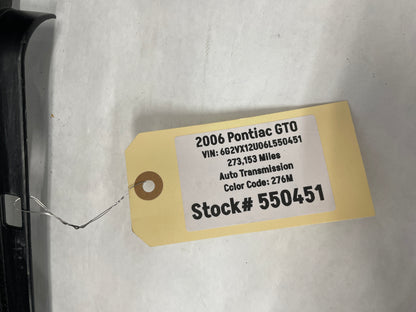 2006 Pontiac GTO
VIN: 6G2VX12U06L550451
273,153 Miles
Auto Transmission
Color Code: 276M
Stock# 550451